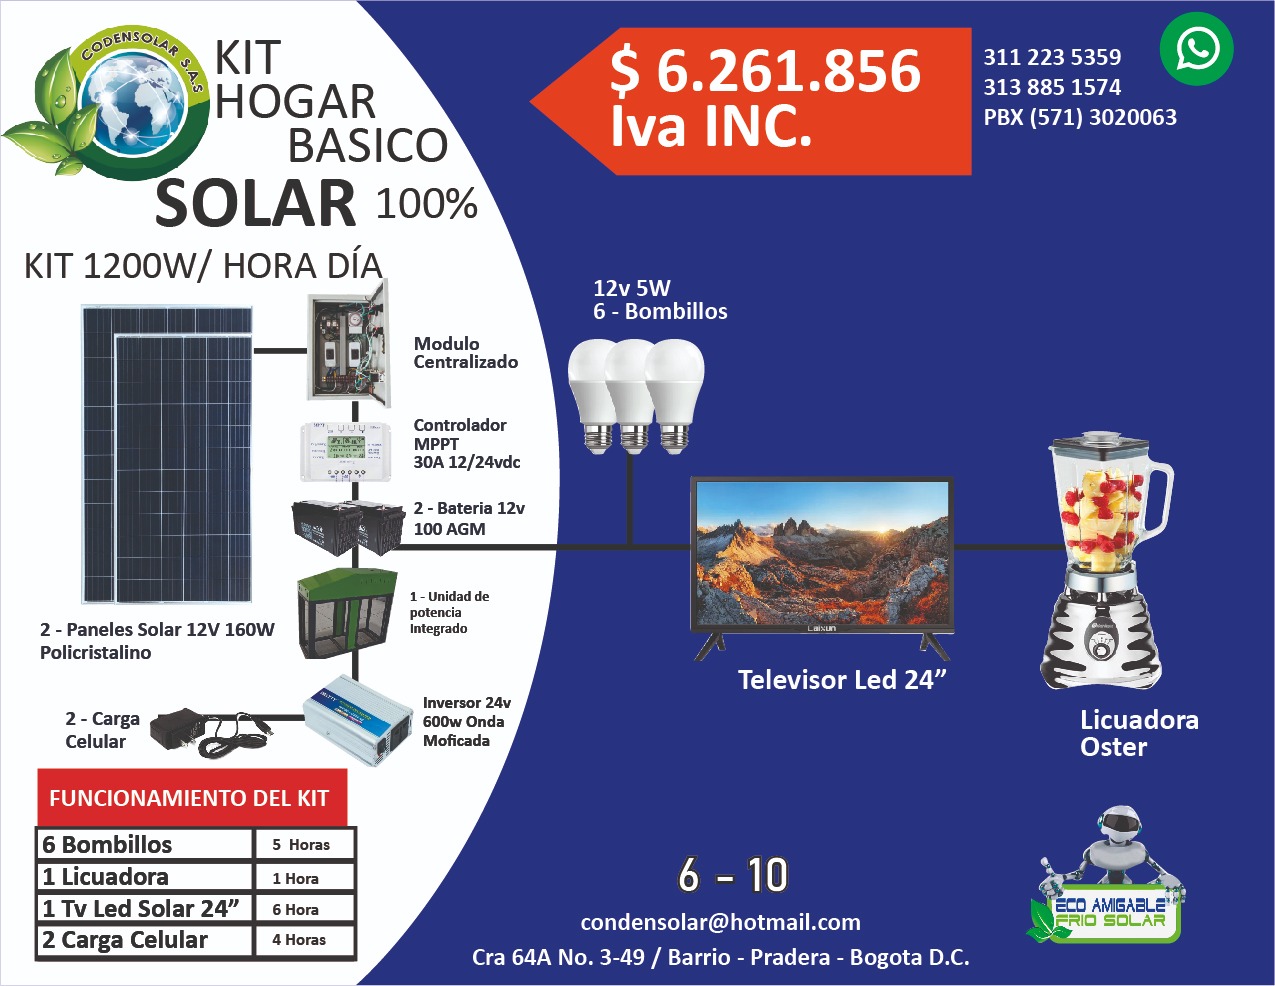 CODENSOLAR S.A.S
KIT
HOGAR
BASICO
SOLAR 100%
KIT 1200W/ HORA DÍA
$ 6.261.856
Iva INC.
311 223 5359
313 885 1574
PBX (571) 3020063
Modulo
Centralizado
Controlador
MPPT
30A 12/24vdc
2 - Bateria 12v
100 AGM
1 - Unidad de
potencia
Integrado
2 - Paneles Solar 12V 160W
Policristalino
Inversor 24v
600w Onda
Moficada
2 - Carga
Celular
12v 5W
6 - Bombillos
Laixun
Televisor Led 24”
Licuadora
Oster
FUNCIONAMIENTO DEL KIT
6 Bombillos 5 Horas
1 Licuadora 1 Hora
1 Tv Led Solar 24” 6 Hora
2 Carga Celular 4 Horas
6 - 10
condensolar@hotmail.com
Cra 64A No. 3-49 / Barrio - Pradera - Bogota D.C.
ECO AMIGABLE
FRIO SOLAR